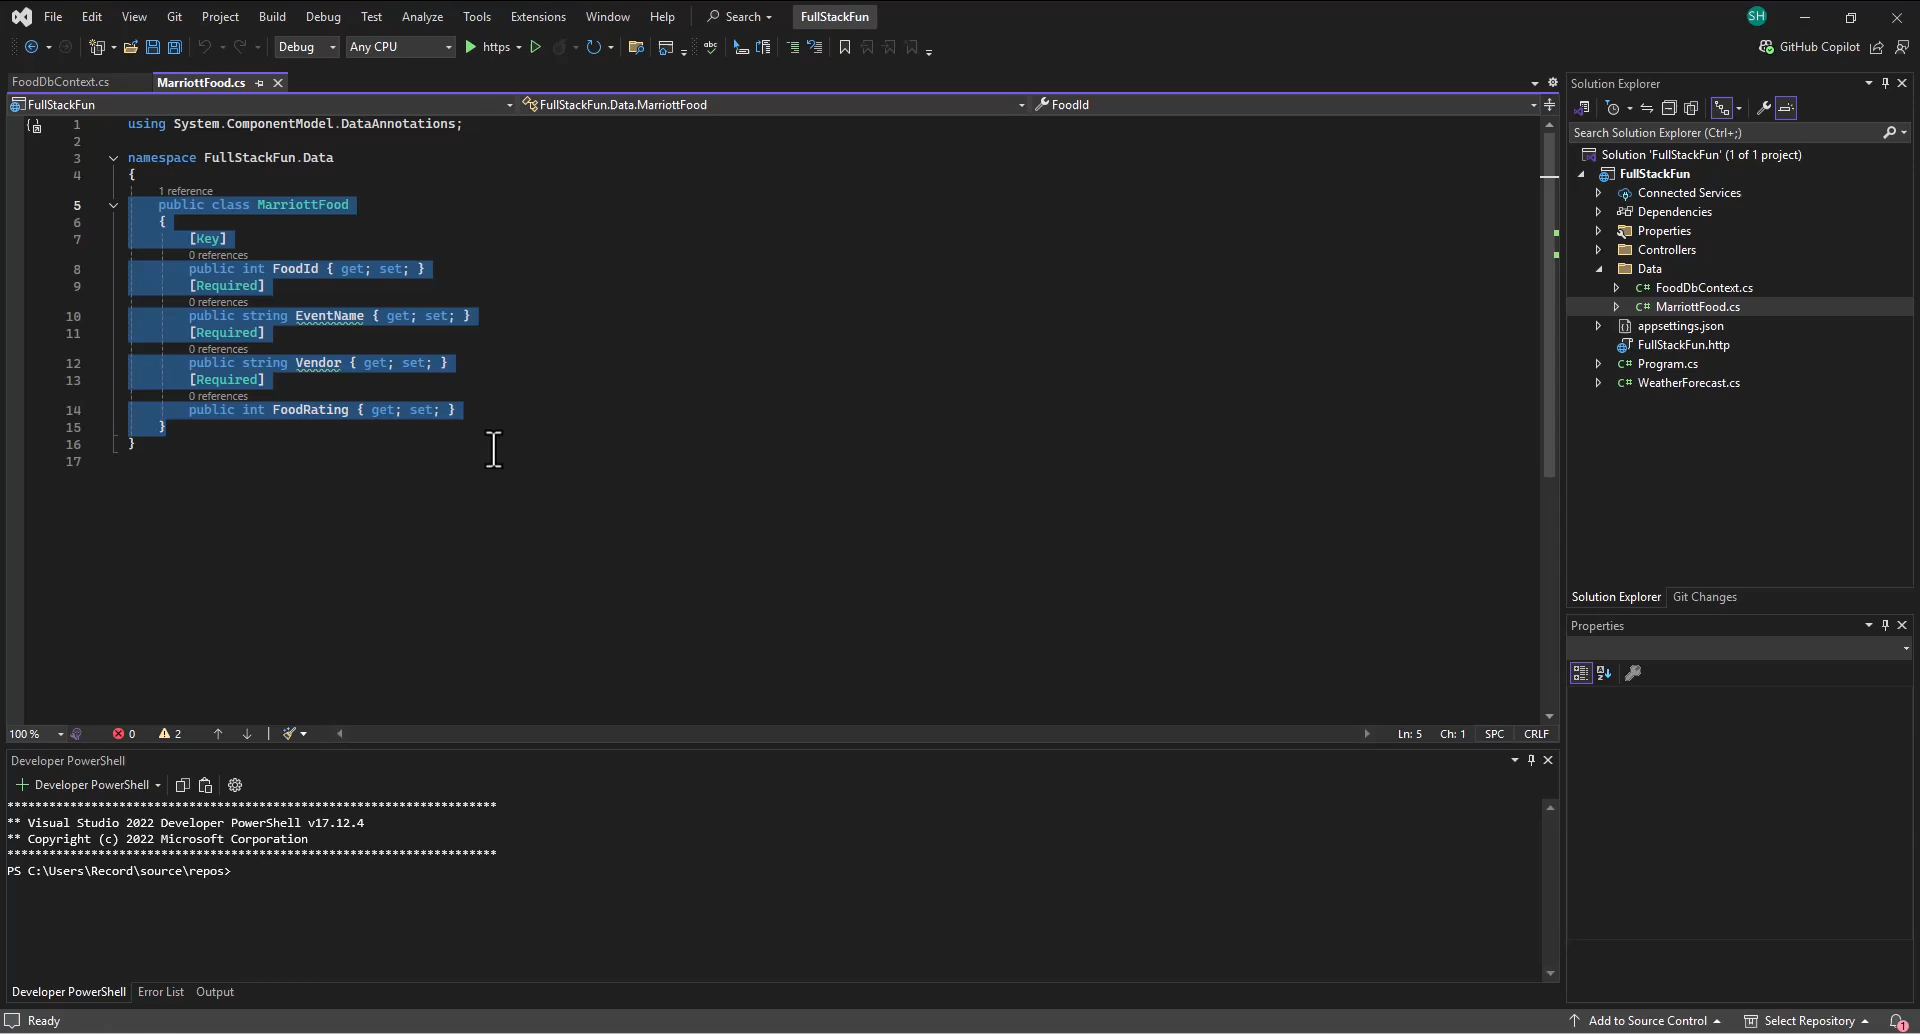 File Edit View Git Project Build Debug Test Analyze Tools Extensions Window Help Search FullStackFun SH
Debug Any CPU https abc GitHub Copilot
FoodDbContext.cs MarriottFood.cs
FullStackFun FullStackFun.Data.MarriottFood FoodId
1 using System.ComponentModel.DataAnnotations;
2
3 namespace FullStackFun.Data
4 {
1 reference
5 public class MarriottFood
6 {
7 [Key]
0 references
8 public int FoodId { get; set; }
9 [Required]
0 references
10 public string EventName { get; set; }
11 [Required]
0 references
12 public string Vendor { get; set; }
13 [Required]
0 references
14 public int FoodRating { get; set; }
15 }
16 }
17
100 % 0 2 Ln: 5 Ch: 1 SPC CRLF
Developer PowerShell
Developer PowerShell
**********************************************************************
** Visual Studio 2022 Developer PowerShell v17.12.4
** Copyright (c) 2022 Microsoft Corporation
**********************************************************************
PS C:\Users\Record\source\repos>
Developer PowerShell Error List Output
Solution Explorer
Search Solution Explorer (Ctrl+;)
Solution 'FullStackFun' (1 of 1 project)
FullStackFun
Connected Services
Dependencies
Properties
Controllers
Data
C# FoodDbContext.cs
C# MarriottFood.cs
appsettings.json
FullStackFun.http
C# Program.cs
C# WeatherForecast.cs
Solution Explorer Git Changes
Properties
Ready Add to Source Control Select Repository 1